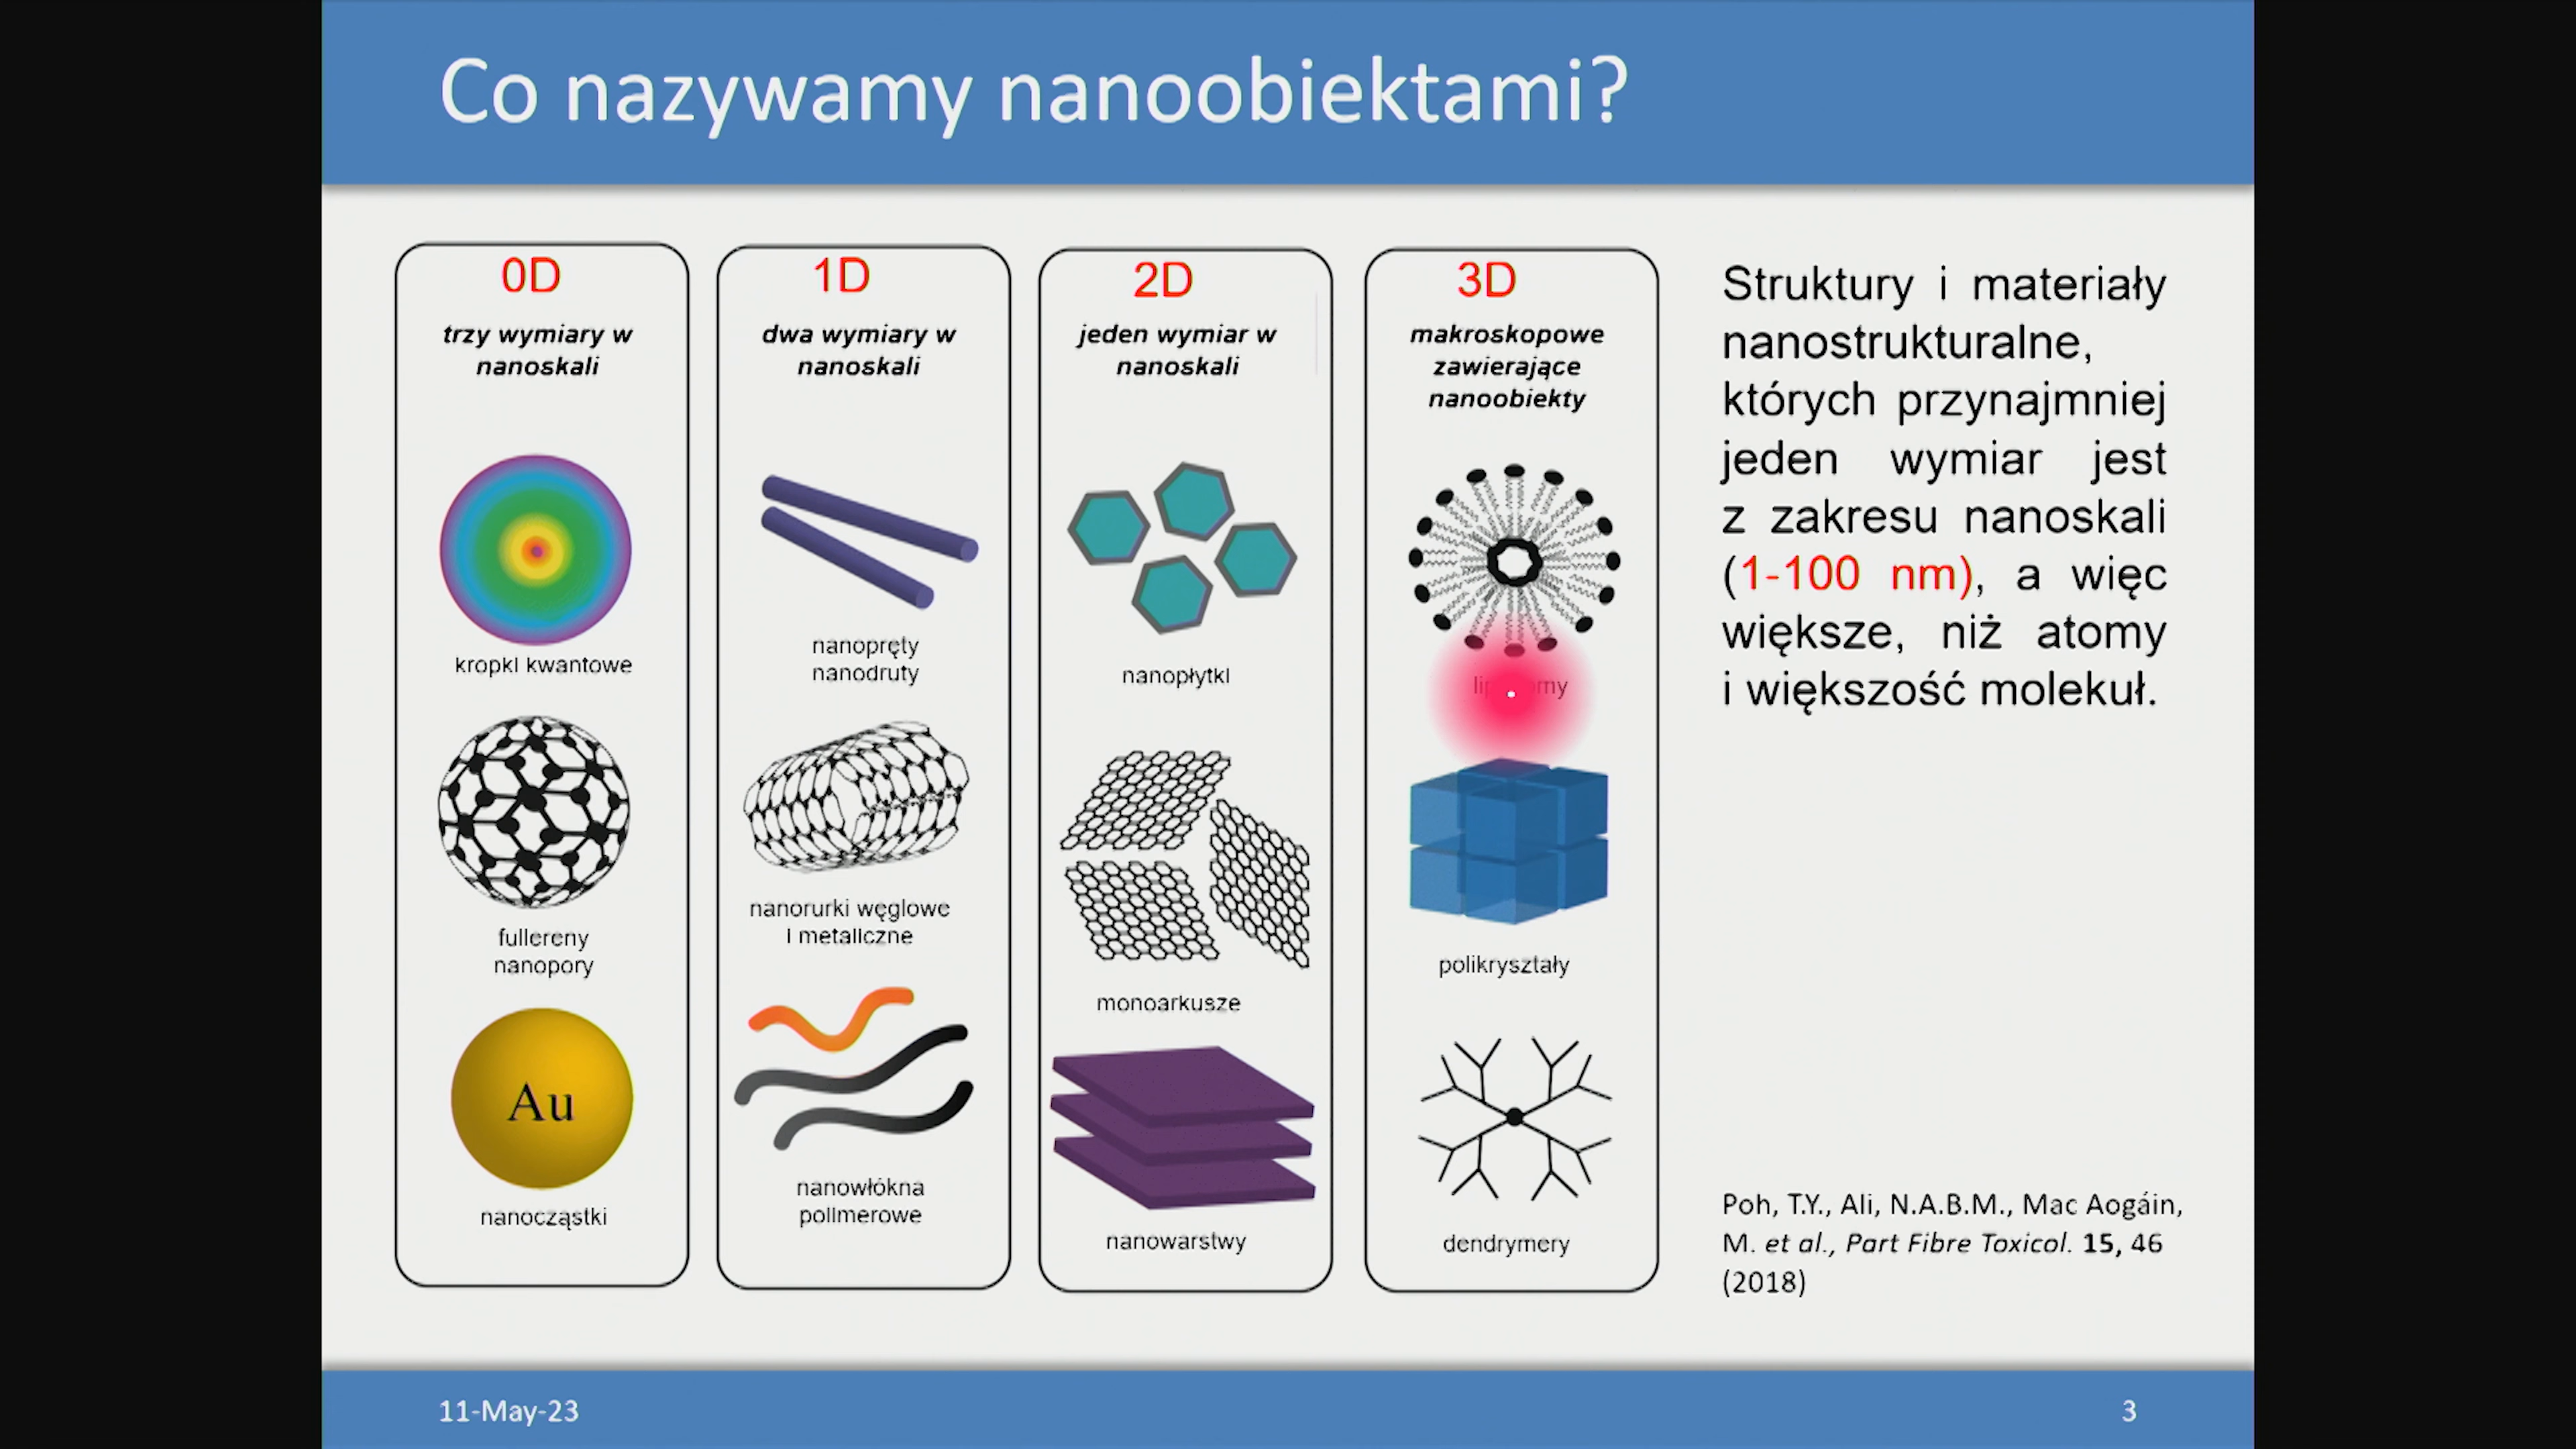 Co nazywamy nanoobiektami?
0D
trzy wymiary w
nanoskali
kropki kwantowe
fullereny
nanopory
Au
nanocząstki
1D
dwa wymiary w
nanoskali
nanopręty
nanodruty
nanorurki węglowe
i metaliczne
nanowłókna
polimerowe
2D
jeden wymiar w
nanoskali
nanopłytki
monoarkusze
nanowarstwy
3D
makroskopowe
zawierające
nanoobiekty
polikryształy
dendrymery
Struktury i materiały
nanostrukturalne,
których przynajmniej
jeden wymiar jest
z zakresu nanoskali
(1-100 nm), a więc
większe, niż atomy
i większość molekuł.
Poh, T.Y., Ali, N.A.B.M., Mac Aogáin,
M. et al., Part Fibre Toxicol. 15, 46
(2018)
11-May-23
3